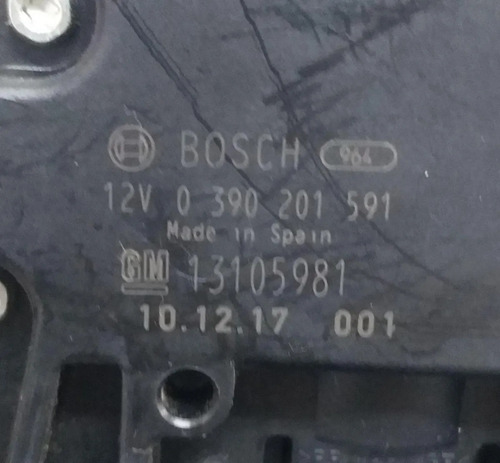 BOSCH 964
12V 0 390 201 591
Made in Spain
GM 13105981
10.12.17 001